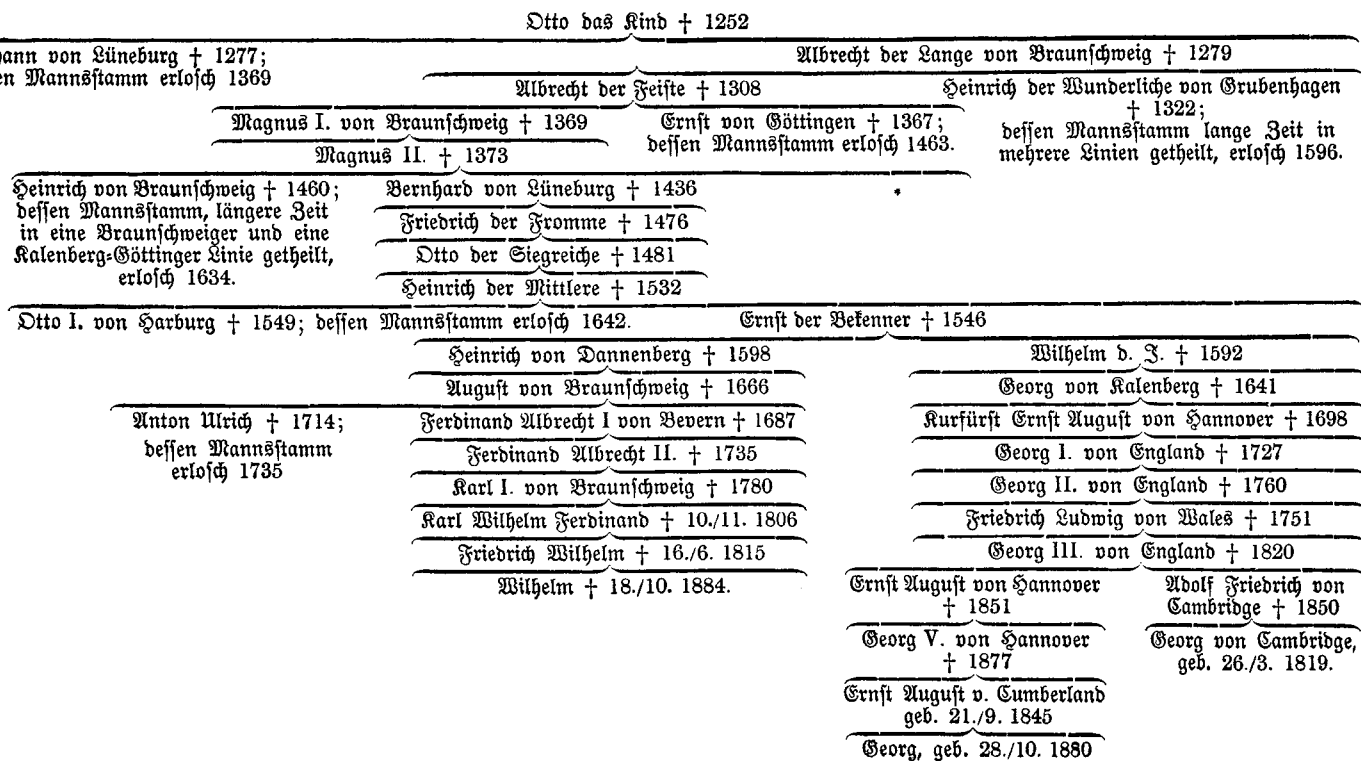 Otto das Kind † 1252
ann von Lüneburg † 1277;
en Mannsstamm erlosch 1369
Albrecht der Lange von Braunschweig † 1279
Albrecht der Feiste † 1308
Heinrich der Wunderliche von Grubenhagen
† 1322;
dessen Mannsstamm lange Zeit in
mehrere Linien getheilt, erlosch 1596.
Magnus I. von Braunschweig † 1369
Ernst von Göttingen † 1367;
dessen Mannsstamm erlosch 1463.
Magnus II. † 1373
Heinrich von Braunschweig † 1460;
dessen Mannsstamm, längere Zeit
in eine Braunschweiger und eine
Kalenberg-Göttinger Linie getheilt,
erlosch 1634.
Bernhard von Lüneburg † 1436
Friedrich der Fromme † 1476
Otto der Siegreiche † 1481
Heinrich der Mittlere † 1532
Otto I. von Harburg † 1549; dessen Mannsstamm erlosch 1642.
Ernst der Bekenner † 1546
Heinrich von Dannenberg † 1598
Wilhelm d. J. † 1592
August von Braunschweig † 1666
Georg von Kalenberg † 1641
Anton Ulrich † 1714;
dessen Mannsstamm
erlosch 1735
Ferdinand Albrecht I von Bevern † 1687
Kurfürst Ernst August von Hannover † 1698
Ferdinand Albrecht II. † 1735
Georg I. von England † 1727
Karl I. von Braunschweig † 1780
Georg II. von England † 1760
Karl Wilhelm Ferdinand † 10./11. 1806
Friedrich Ludwig von Wales † 1751
Friedrich Wilhelm † 16./6. 1815
Georg III. von England † 1820
Wilhelm † 18./10. 1884.
Ernst August von Hannover
† 1851
Adolf Friedrich von
Cambridge † 1850
Georg V. von Hannover
† 1877
Georg von Cambridge,
geb. 26./3. 1819.
Ernst August v. Cumberland
geb. 21./9. 1845
Georg, geb. 28./10. 1880